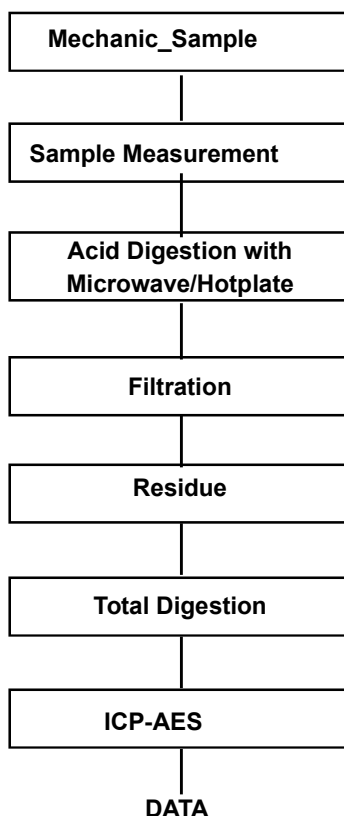 Mechanic_Sample
Sample Measurement
Acid Digestion with
Microwave/Hotplate
Filtration
Residue
Total Digestion
ICP-AES
DATA